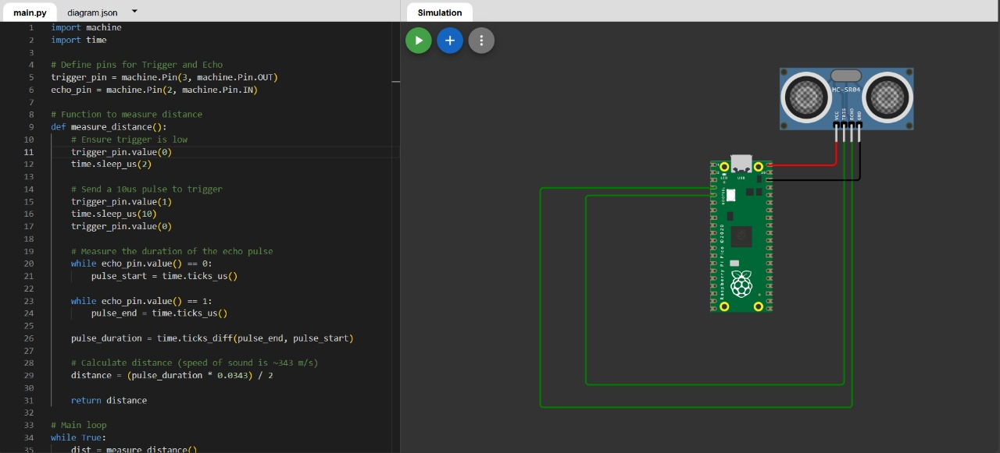 main.py diagram.json
1 import machine
2 import time
3
4 # Define pins for Trigger and Echo
5 trigger_pin = machine.Pin(3, machine.Pin.OUT)
6 echo_pin = machine.Pin(2, machine.Pin.IN)
7
8 # Function to measure distance
9 def measure_distance():
10 # Ensure trigger is low
11 trigger_pin.value(0)
12 time.sleep_us(2)
13
14 # Send a 10us pulse to trigger
15 trigger_pin.value(1)
16 time.sleep_us(10)
17 trigger_pin.value(0)
18
19 # Measure the duration of the echo pulse
20 while echo_pin.value() == 0:
21 pulse_start = time.ticks_us()
22
23 while echo_pin.value() == 1:
24 pulse_end = time.ticks_us()
25
26 pulse_duration = time.ticks_diff(pulse_end, pulse_start)
27
28 # Calculate distance (speed of sound is ~343 m/s)
29 distance = (pulse_duration * 0.0343) / 2
30
31 return distance
32
33 # Main loop
34 while True:
35 dist = measure_distance()
Simulation
HC-SR04
VCC
TRIG
ECHO
GND
LED
USB
BOOTSEL
Raspberry Pi Pico ©2020